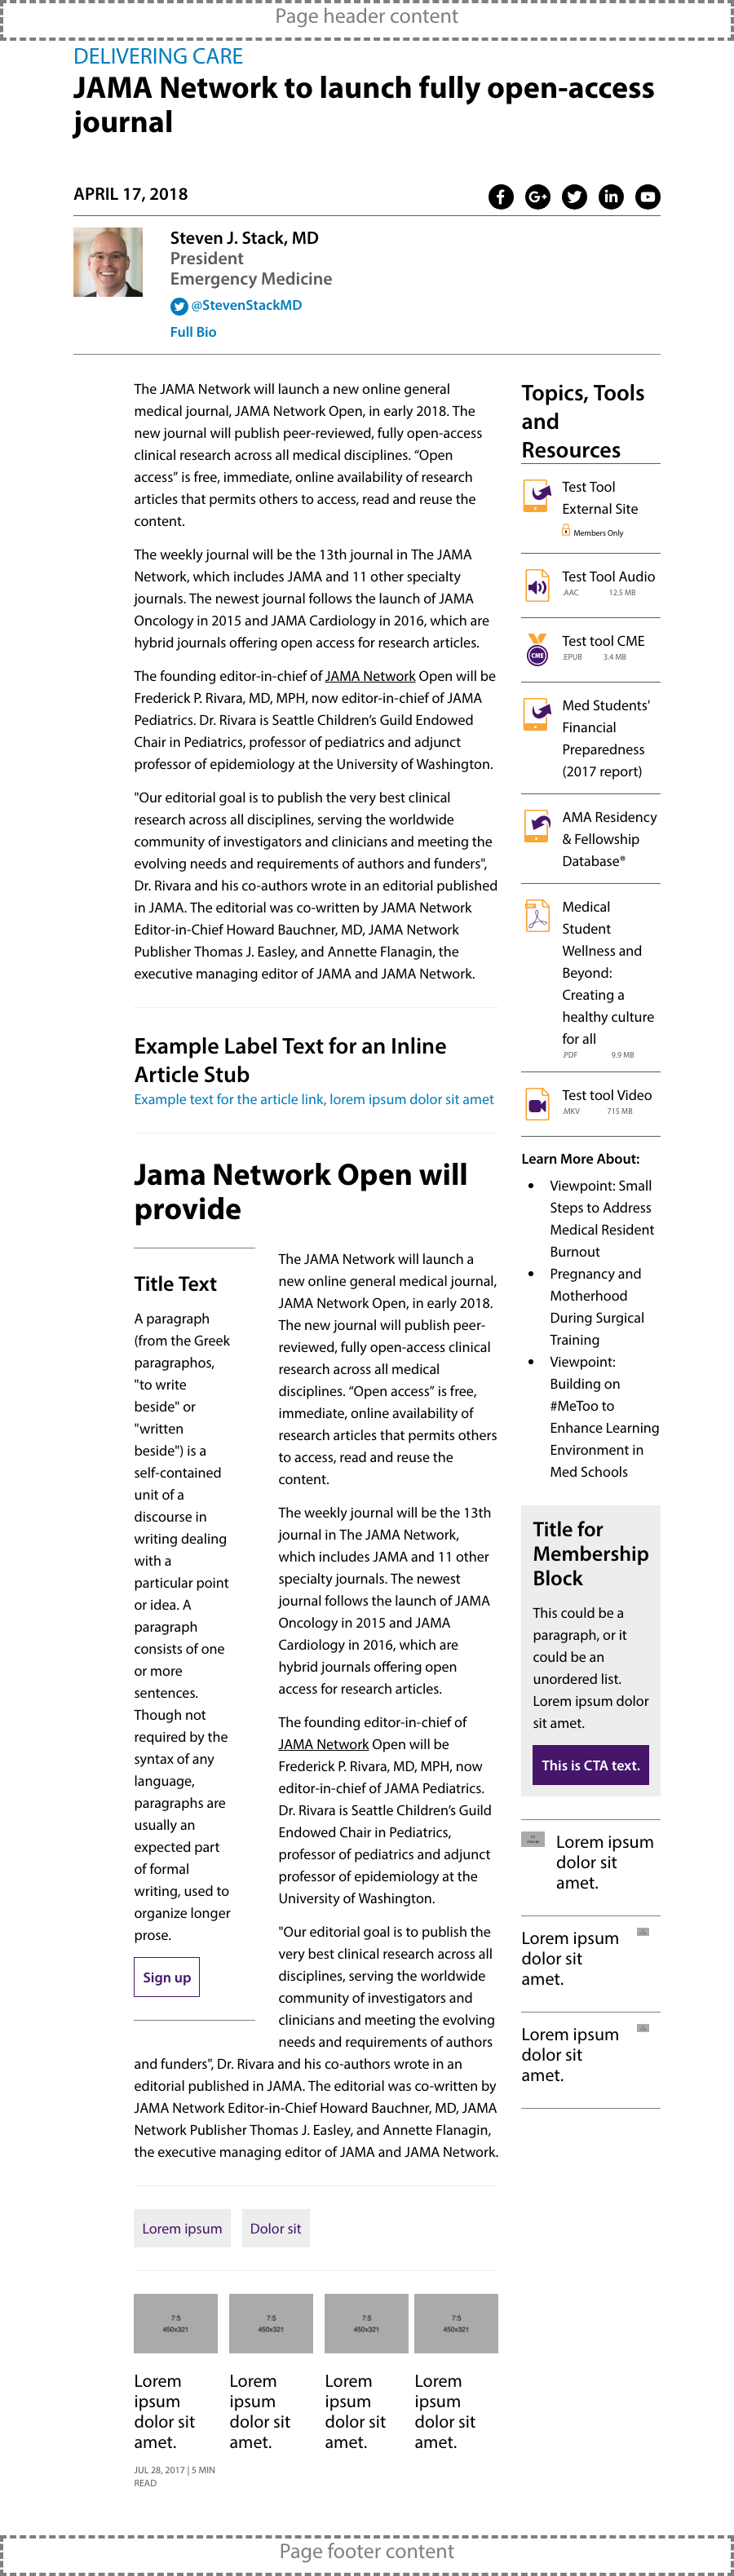 Page header content
DELIVERING CARE
JAMA Network to launch fully open-access
journal
APRIL 17, 2018
Steven J. Stack, MD
President
Emergency Medicine
@StevenStackMD
Full Bio
The JAMA Network will launch a new online general
medical journal, JAMA Network Open, in early 2018. The
new journal will publish peer-reviewed, fully open-access
clinical research across all medical disciplines. “Open
access” is free, immediate, online availability of research
articles that permits others to access, read and reuse the
content.
The weekly journal will be the 13th journal in The JAMA
Network, which includes JAMA and 11 other specialty
journals. The newest journal follows the launch of JAMA
Oncology in 2015 and JAMA Cardiology in 2016, which are
hybrid journals offering open access for research articles.
The founding editor-in-chief of JAMA Network Open will be
Frederick P. Rivara, MD, MPH, now editor-in-chief of JAMA
Pediatrics. Dr. Rivara is Seattle Children’s Guild Endowed
Chair in Pediatrics, professor of pediatrics and adjunct
professor of epidemiology at the University of Washington.
"Our editorial goal is to publish the very best clinical
research across all disciplines, serving the worldwide
community of investigators and clinicians and meeting the
evolving needs and requirements of authors and funders",
Dr. Rivara and his co-authors wrote in an editorial published
in JAMA. The editorial was co-written by JAMA Network
Editor-in-Chief Howard Bauchner, MD, JAMA Network
Publisher Thomas J. Easley, and Annette Flanagin, the
executive managing editor of JAMA and JAMA Network.
Example Label Text for an Inline
Article Stub
Example text for the article link, lorem ipsum dolor sit amet
Jama Network Open will
provide
Title Text
A paragraph
(from the Greek
paragraphos,
"to write
beside" or
"written
beside") is a
self-contained
unit of a
discourse in
writing dealing
with a
particular point
or idea. A
paragraph
consists of one
or more
sentences.
Though not
required by the
syntax of any
language,
paragraphs are
usually an
expected part
of formal
writing, used to
organize longer
prose.
Sign up
The JAMA Network will launch a
new online general medical journal,
JAMA Network Open, in early 2018.
The new journal will publish peer-
reviewed, fully open-access clinical
research across all medical
disciplines. “Open access” is free,
immediate, online availability of
research articles that permits others
to access, read and reuse the
content.
The weekly journal will be the 13th
journal in The JAMA Network,
which includes JAMA and 11 other
specialty journals. The newest
journal follows the launch of JAMA
Oncology in 2015 and JAMA
Cardiology in 2016, which are
hybrid journals offering open
access for research articles.
The founding editor-in-chief of
JAMA Network Open will be
Frederick P. Rivara, MD, MPH, now
editor-in-chief of JAMA Pediatrics.
Dr. Rivara is Seattle Children’s Guild
Endowed Chair in Pediatrics,
professor of pediatrics and adjunct
professor of epidemiology at the
University of Washington.
"Our editorial goal is to publish the
very best clinical research across all
disciplines, serving the worldwide
community of investigators and
clinicians and meeting the evolving
needs and requirements of authors
and funders", Dr. Rivara and his co-authors wrote in an
editorial published in JAMA. The editorial was co-written by
JAMA Network Editor-in-Chief Howard Bauchner, MD, JAMA
Network Publisher Thomas J. Easley, and Annette Flanagin,
the executive managing editor of JAMA and JAMA Network.
Lorem ipsum
Dolor sit
7:5
450x321
Lorem
ipsum
dolor sit
amet.
JUL 28, 2017 | 5 MIN
READ
7:5
450x321
Lorem
ipsum
dolor sit
amet.
7:5
450x321
Lorem
ipsum
dolor sit
amet.
7:5
450x321
Lorem
ipsum
dolor sit
amet.
Topics, Tools
and
Resources
Test Tool
External Site
Members Only
Test Tool Audio
.AAC 12.5 MB
CME
Test tool CME
.EPUB 3.4 MB
Med Students'
Financial
Preparedness
(2017 report)
AMA Residency
& Fellowship
Database®
Medical
Student
Wellness and
Beyond:
Creating a
healthy culture
for all
.PDF 9.9 MB
Test tool Video
.MKV 715 MB
Learn More About:
• Viewpoint: Small
Steps to Address
Medical Resident
Burnout
• Pregnancy and
Motherhood
During Surgical
Training
• Viewpoint:
Building on
#MeToo to
Enhance Learning
Environment in
Med Schools
Title for
Membership
Block
This could be a
paragraph, or it
could be an
unordered list.
Lorem ipsum dolor
sit amet.
This is CTA text.
Lorem ipsum
dolor sit
amet.
Lorem ipsum
dolor sit
amet.
Lorem ipsum
dolor sit
amet.
Page footer content